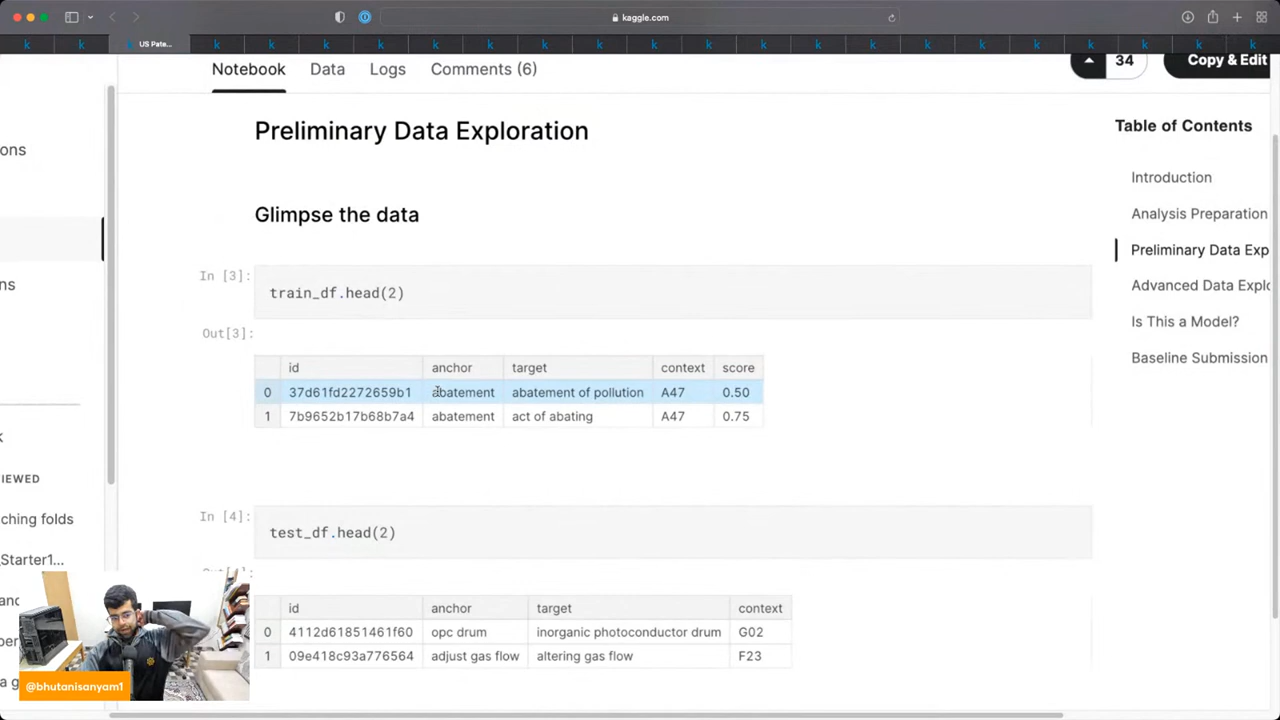 kaggle.com
US Pate...
Notebook Data Logs Comments (6)
34
Copy & Edit
ons
Preliminary Data Exploration
Table of Contents
Introduction
Glimpse the data
Analysis Preparation
Preliminary Data Exp
In [3]:
train_df.head(2)
ns
Advanced Data Explo
Is This a Model?
Out[3]:
Baseline Submission
id anchor target context score
0 37d61fd2272659b1 abatement abatement of pollution A47 0.50
1 7b9652b17b68b7a4 abatement act of abating A47 0.75
IEWED
In [4]:
test_df.head(2)
ching folds
_Starter1...
id anchor target context
0 4112d61851461f60 opc drum inorganic photoconductor drum G02
1 09e418c93a776564 adjust gas flow altering gas flow F23
@bhutanisanyam1